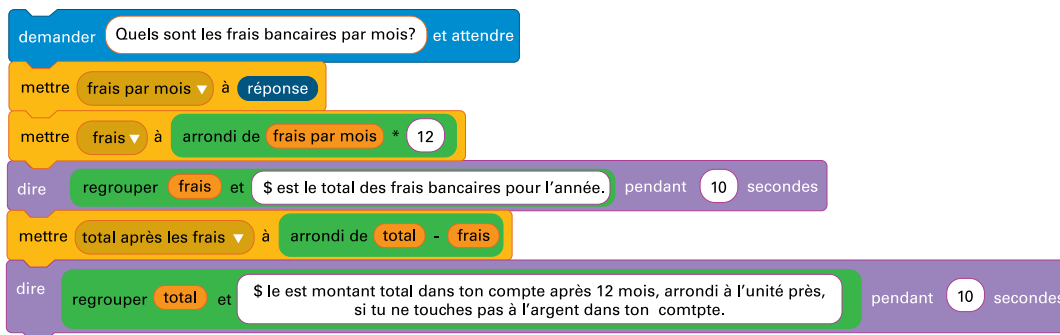 demander Quels sont les frais bancaires par mois? et attendre
mettre frais par mois à réponse
mettre frais à arrondi de frais par mois * 12
dire regrouper frais et $ est le total des frais bancaires pour l'année. pendant 10 secondes
mettre total après les frais à arrondi de total - frais
dire regrouper total et $ le est montant total dans ton compte après 12 mois, arrondi à l'unité près,
si tu ne touches pas à l'argent dans ton comtpte. pendant 10 secondes